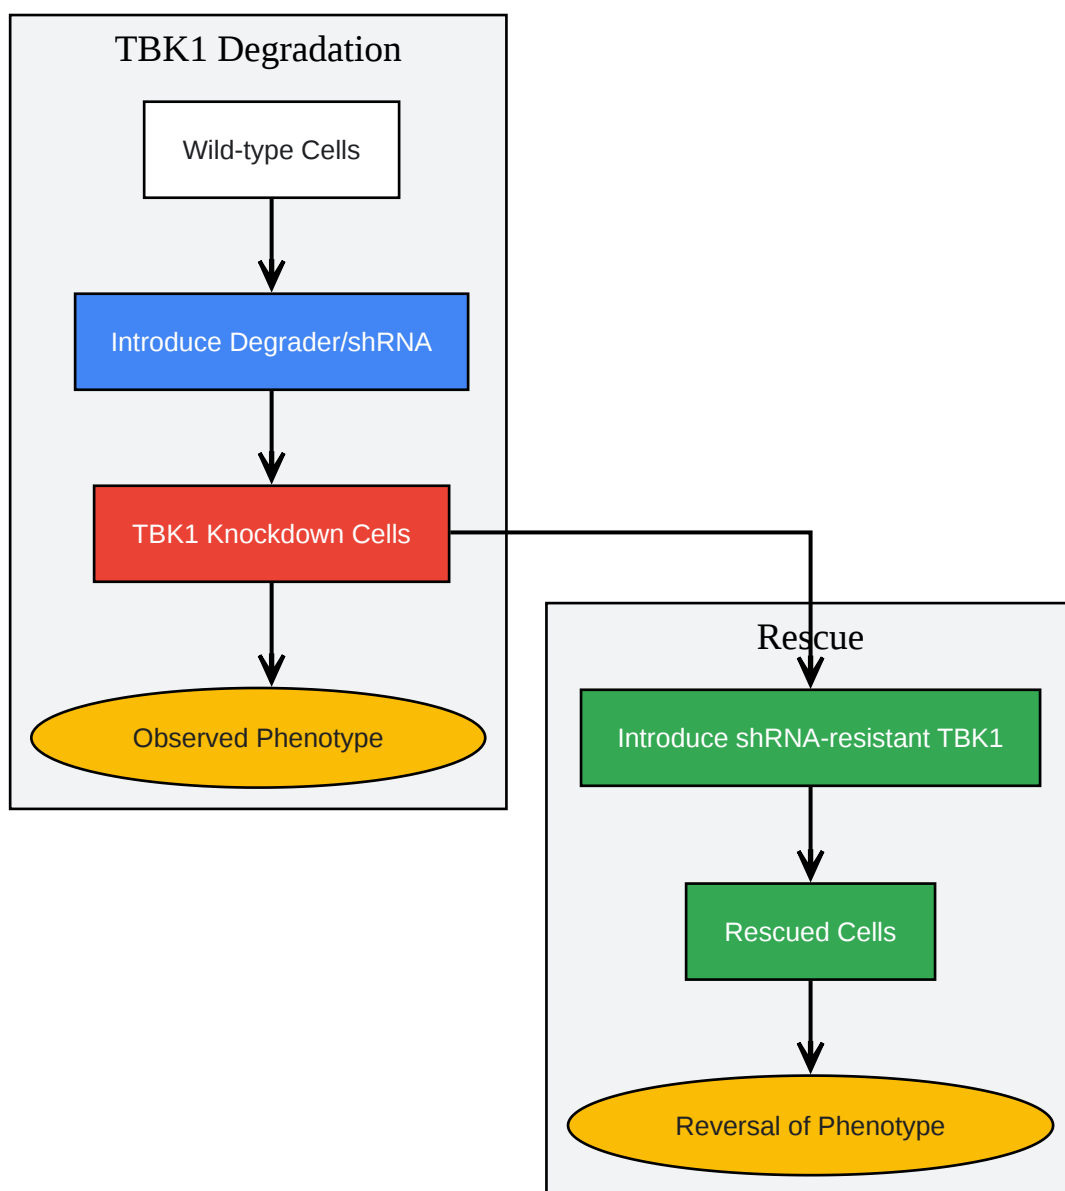 TBK1 Degradation
Wild-type Cells
Introduce Degrader/shRNA
TBK1 Knockdown Cells
Observed Phenotype
Rescue
Introduce shRNA-resistant TBK1
Rescued Cells
Reversal of Phenotype